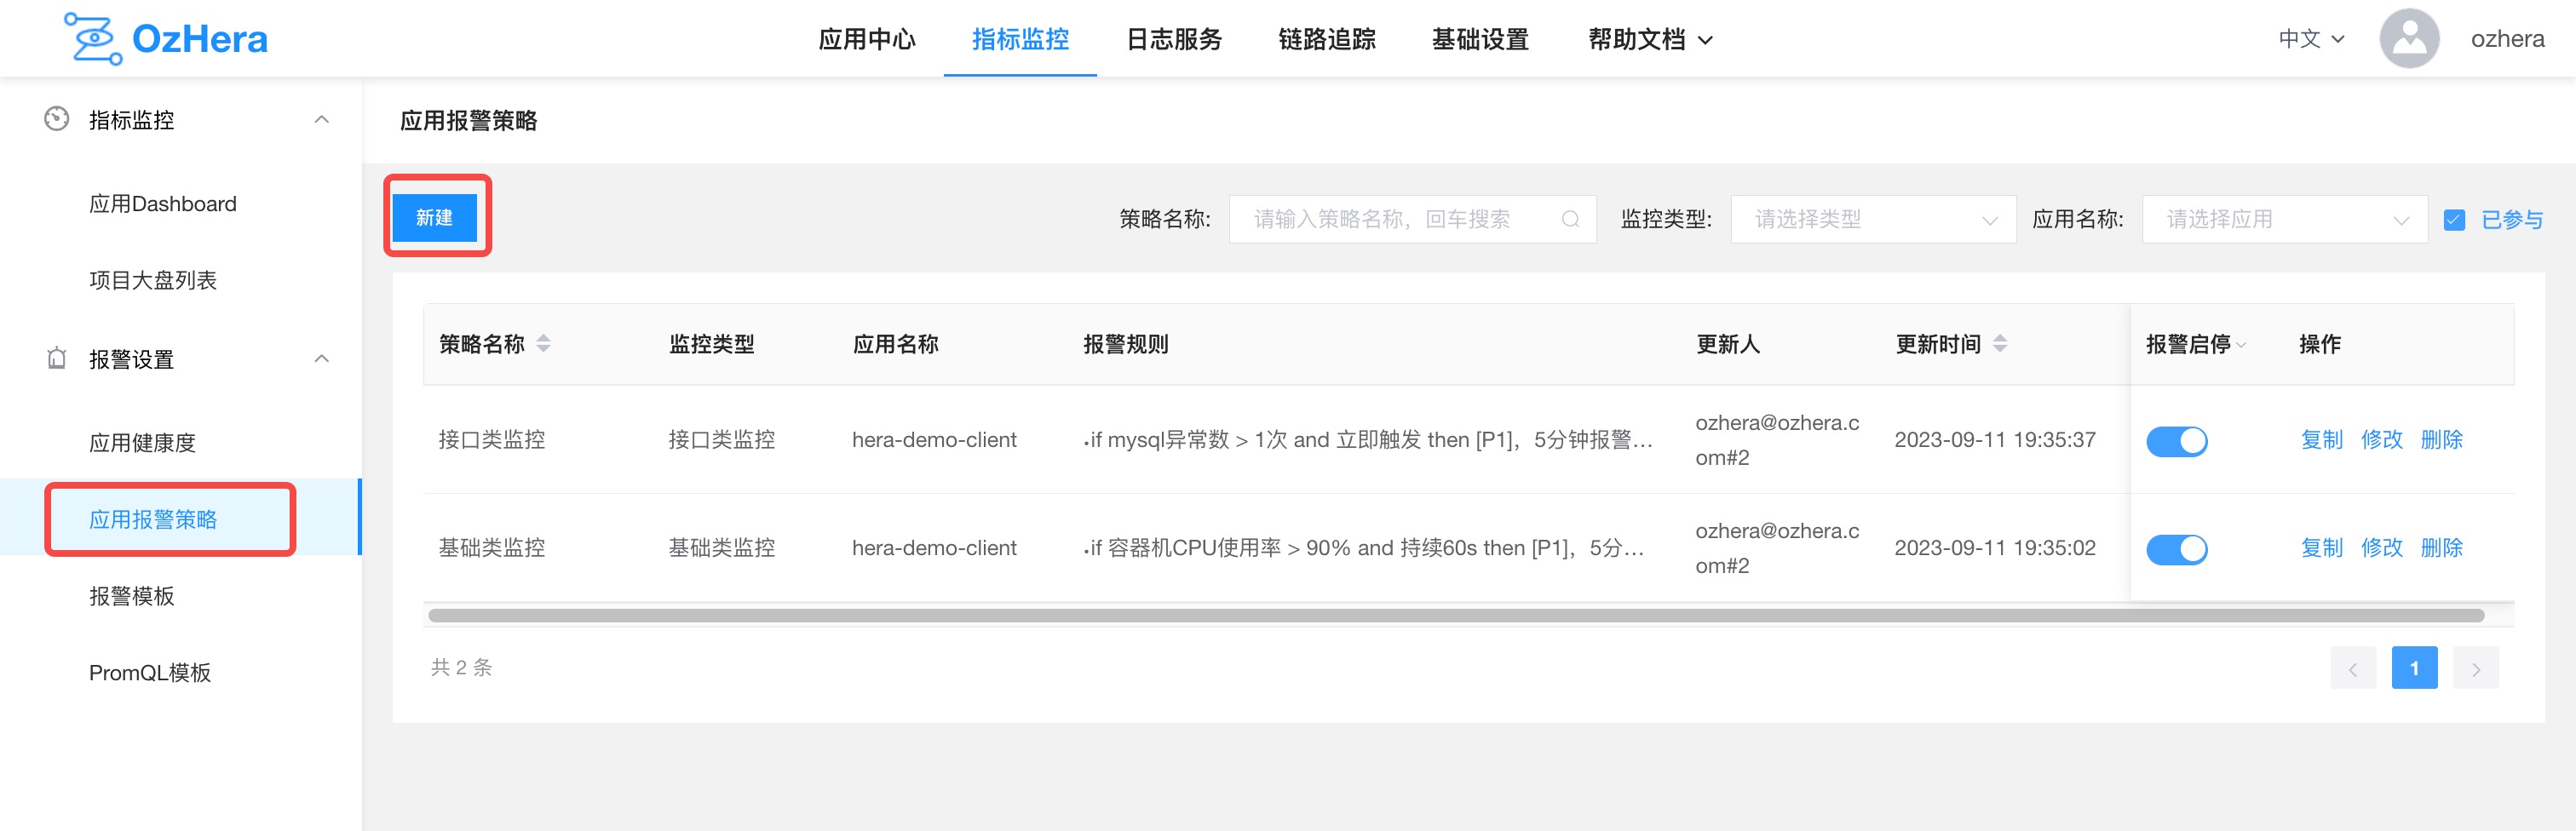 OzHera
应用中心 指标监控 日志服务 链路追踪 基础设置 帮助文档
中文 ozhera
指标监控
应用Dashboard
项目大盘列表
报警设置
应用健康度
应用报警策略
报警模板
PromQL模板
应用报警策略
新建
策略名称: 请输入策略名称, 回车搜索 监控类型: 请选择类型 应用名称: 请选择应用 已参与
策略名称 监控类型 应用名称 报警规则 更新人 更新时间 报警启停 操作
接口类监控 接口类监控 hera-demo-client •if mysql异常数 > 1次 and 立即触发 then [P1]，5分钟报警... ozhera@ozhera.c 2023-09-11 19:35:37 复制 修改 删除
om#2
基础类监控 基础类监控 hera-demo-client •if 容器机CPU使用率 > 90% and 持续60s then [P1]，5分... ozhera@ozhera.c 2023-09-11 19:35:02 复制 修改 删除
om#2
共 2 条
1